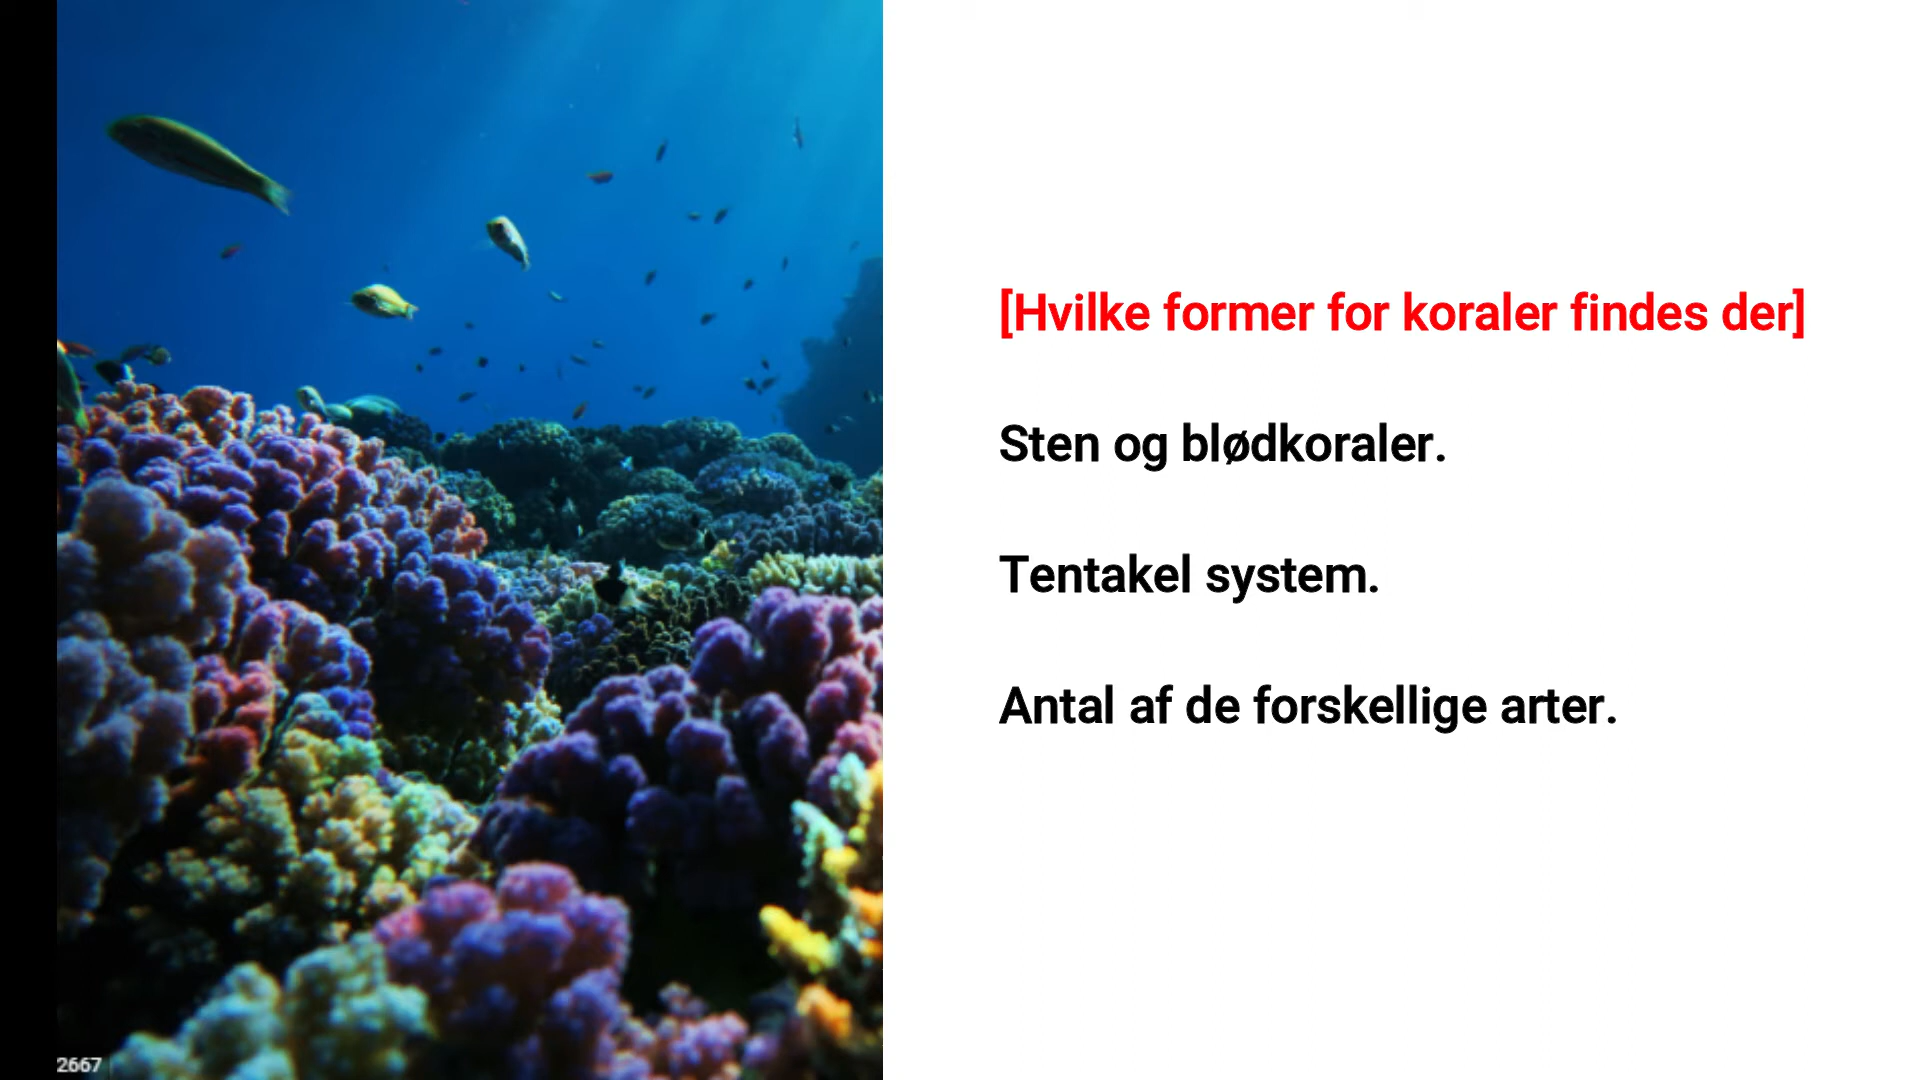 [Hvilke former for koraler findes der]
Sten og blødkoraler.
Tentakel system.
Antal af de forskellige arter.
2667